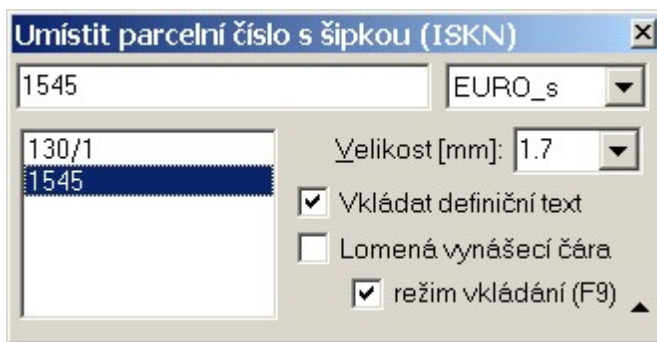 Umístit parcelní číslo s šipkou (ISKN)
1545 EURO_s
130/1
1545
Velikost [mm]: 1.7
Vkládat definiční text
Lomená vynášecí čára
režim vkládání (F9)